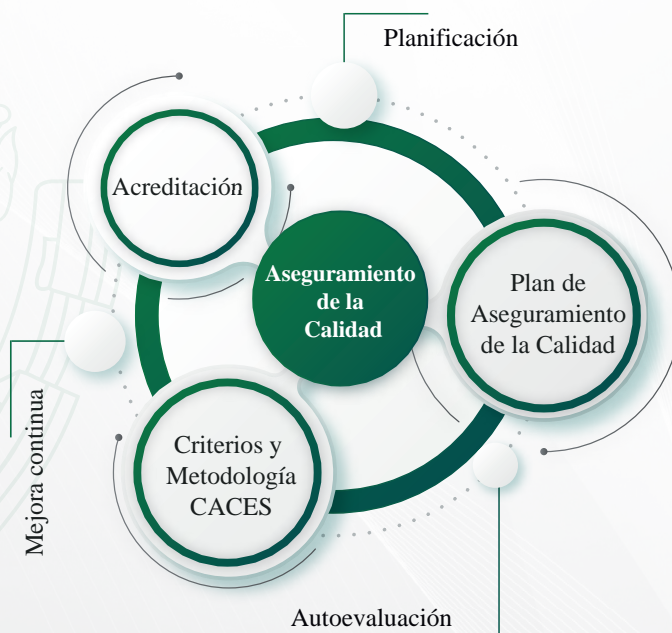 Planificación
Acreditación
Aseguramiento
de la
Calidad
Plan de
Aseguramiento
de la Calidad
Mejora continua
Criterios y
Metodología
CACES
Autoevaluación